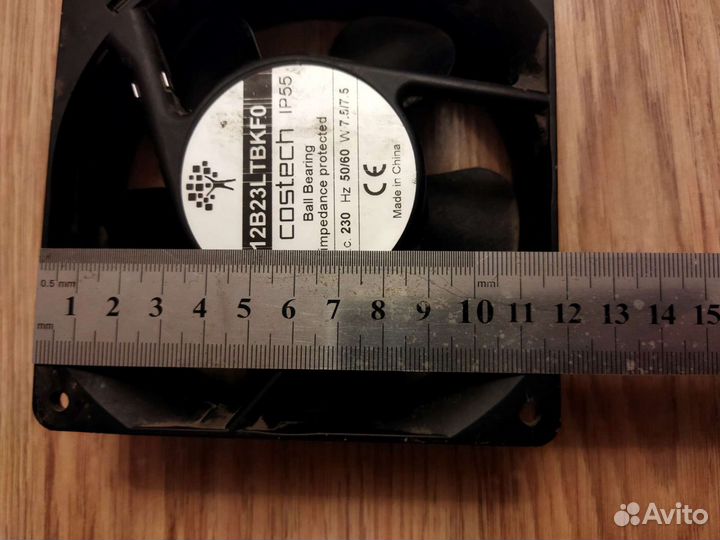 12B23LTBKF0
costech IP55
Ball Bearing
impedance protected
c. 230 Hz 50/60 W 7.5/7.5
CE
Made in China
0.5 mm
mm
mm
1 2 3 4 5 6 7 8 9 10 11 12 13 14 15
Avito